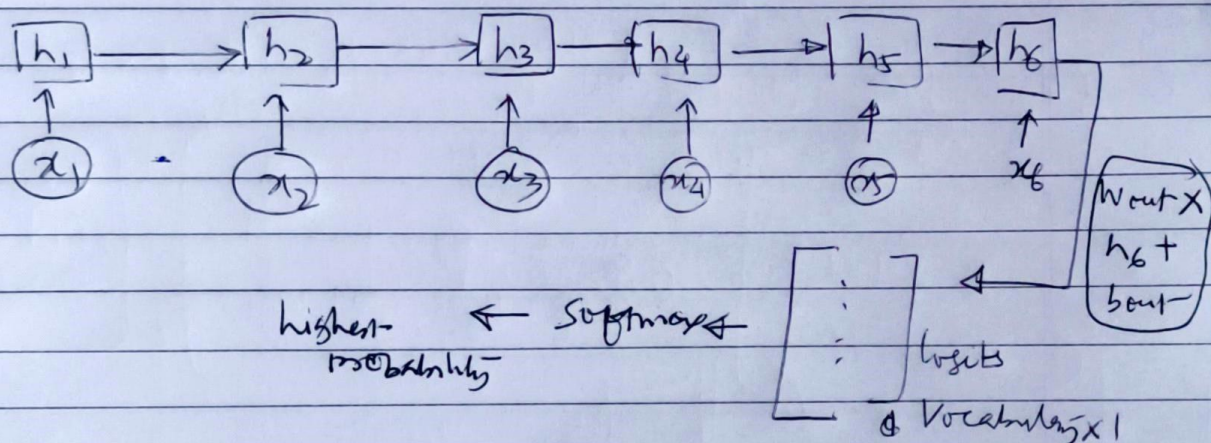 h1 h2 h3 h4 h5 h6
x1 x2 x3 x4 x5 x6
Wout x
h6 +
bout
highest probability
Softmax
logits
Vocabulary x 1